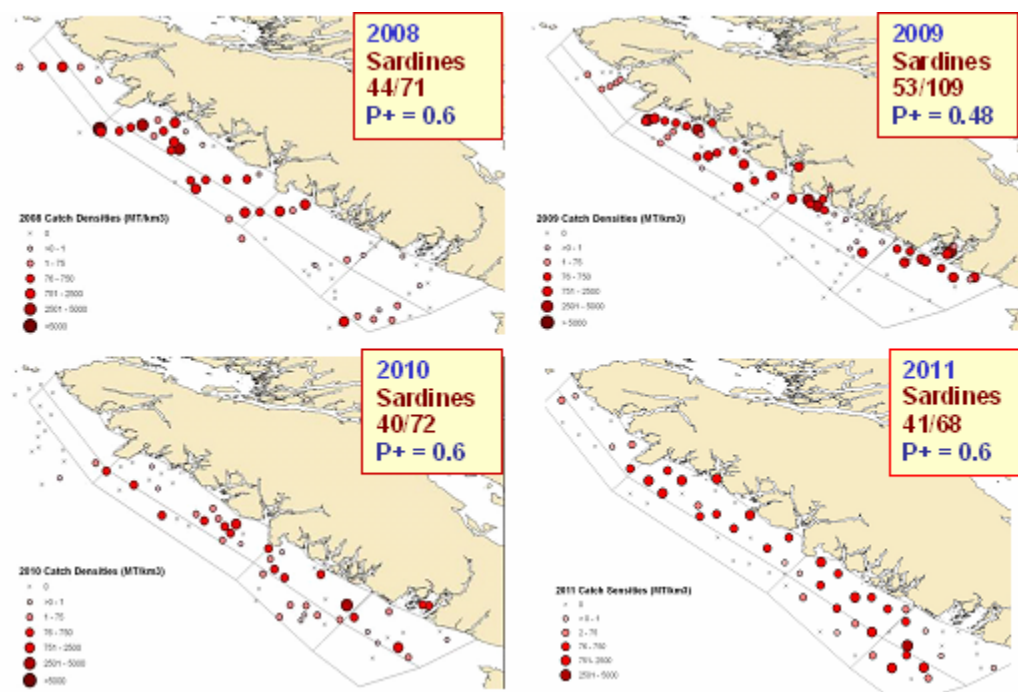 2008
Sardines
44/71
P+ = 0.6
2008 Catch Densities (MT/km3)
0
>0 - 1
1 - 75
76 - 750
751 - 2500
2501 - 5000
>5000
2009
Sardines
53/109
P+ = 0.48
2009 Catch Densities (MT/km3)
0
>0 - 1
1 - 75
76 - 750
751 - 2500
2501 - 5000
> 5000
2010
Sardines
40/72
P+ = 0.6
2010 Catch Densities (MT/km3)
0
>0 - 1
1 - 75
76 - 750
751 - 2500
2501 - 5000
>5000
2011
Sardines
41/68
P+ = 0.6
2011 Catch Sensities (MT/km3)
0
>0 - 1
2 - 75
76 - 750
751- 2500
2501 - 5000